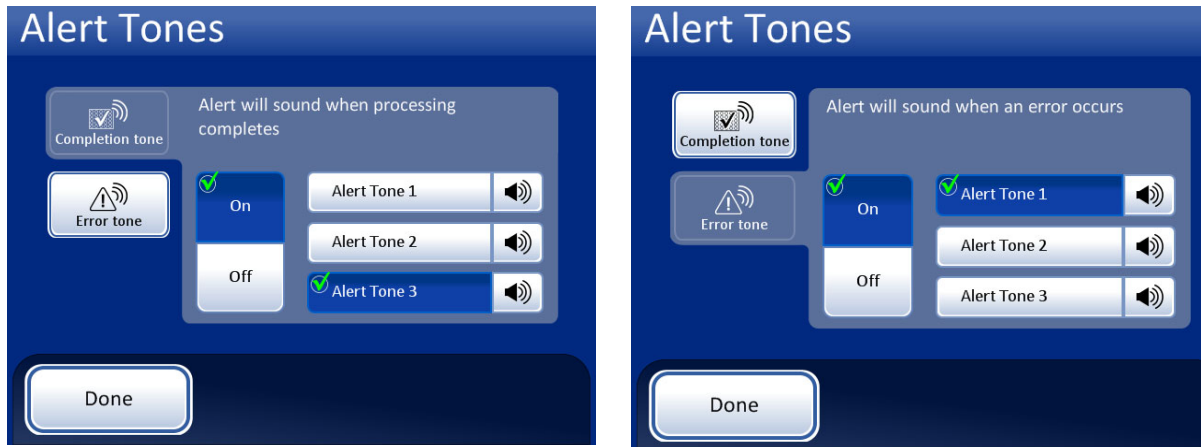 Alert Tones
Alert will sound when processing
completes
Completion tone
Error tone
On
Off
Alert Tone 1
Alert Tone 2
Alert Tone 3
Done
Alert Tones
Alert will sound when an error occurs
Completion tone
Error tone
On
Off
Alert Tone 1
Alert Tone 2
Alert Tone 3
Done